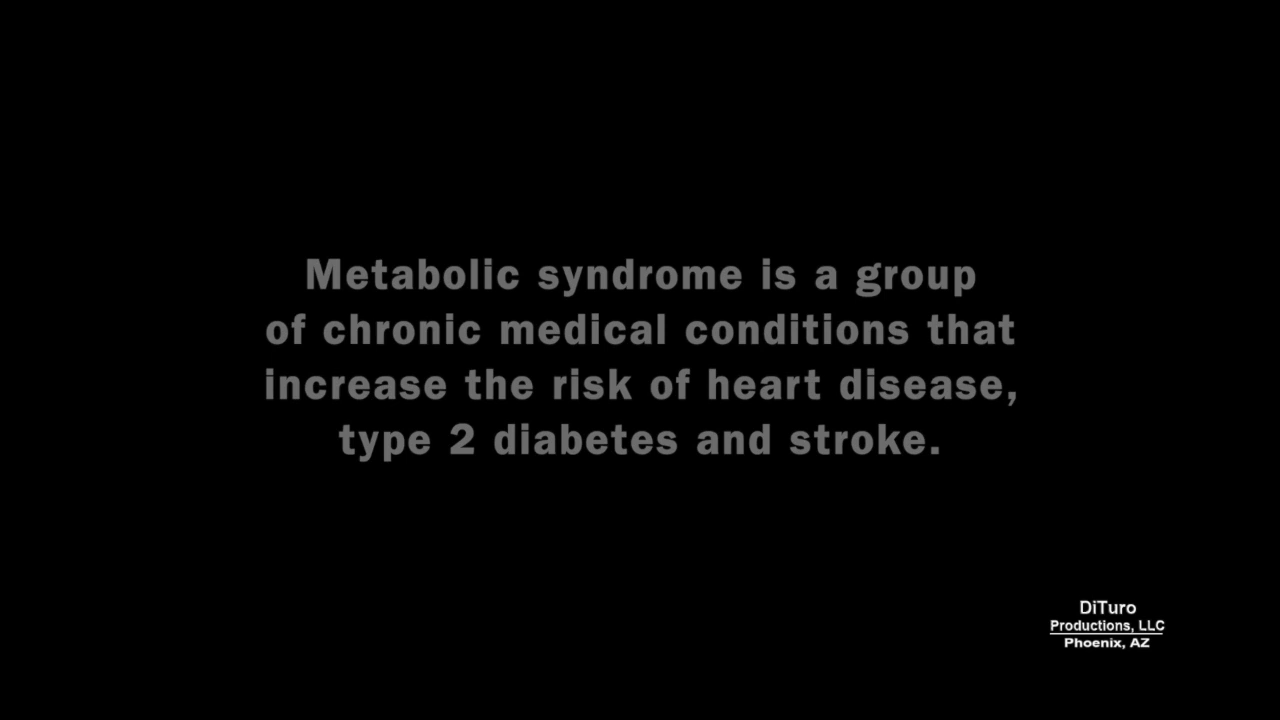 Metabolic syndrome is a group
of chronic medical conditions that
increase the risk of heart disease,
type 2 diabetes and stroke.
DiTuro
Productions, LLC
Phoenix, AZ